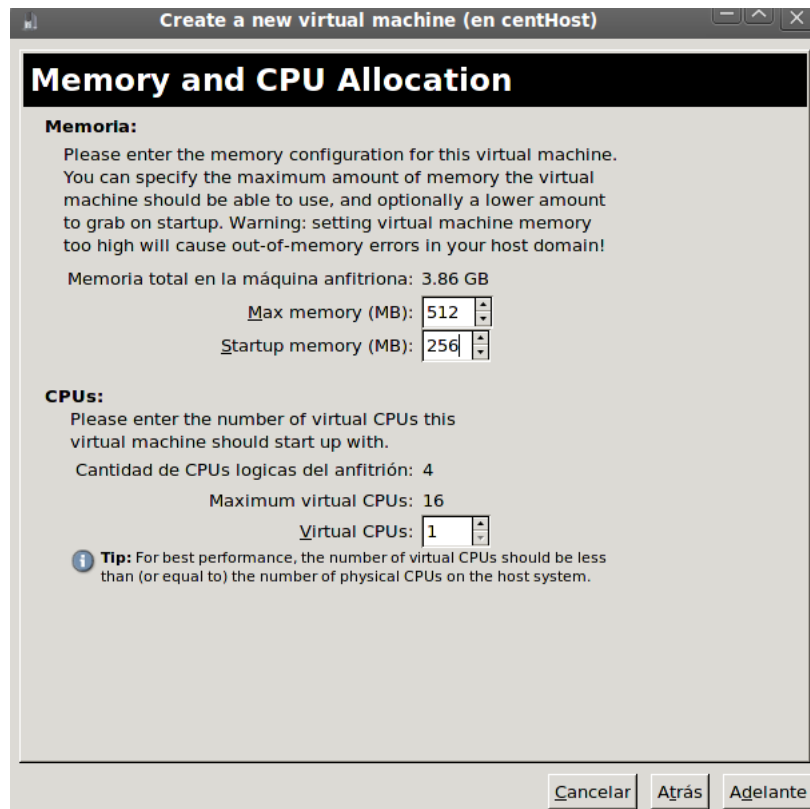 Create a new virtual machine (en centHost)
Memory and CPU Allocation
Memoria:
Please enter the memory configuration for this virtual machine.
You can specify the maximum amount of memory the virtual
machine should be able to use, and optionally a lower amount
to grab on startup. Warning: setting virtual machine memory
too high will cause out-of-memory errors in your host domain!
Memoria total en la máquina anfitriona: 3.86 GB
Max memory (MB): 512
Startup memory (MB): 256
CPUs:
Please enter the number of virtual CPUs this
virtual machine should start up with.
Cantidad de CPUs logicas del anfitrión: 4
Maximum virtual CPUs: 16
Virtual CPUs: 1
Tip: For best performance, the number of virtual CPUs should be less
than (or equal to) the number of physical CPUs on the host system.
Cancelar Atrás Adelante